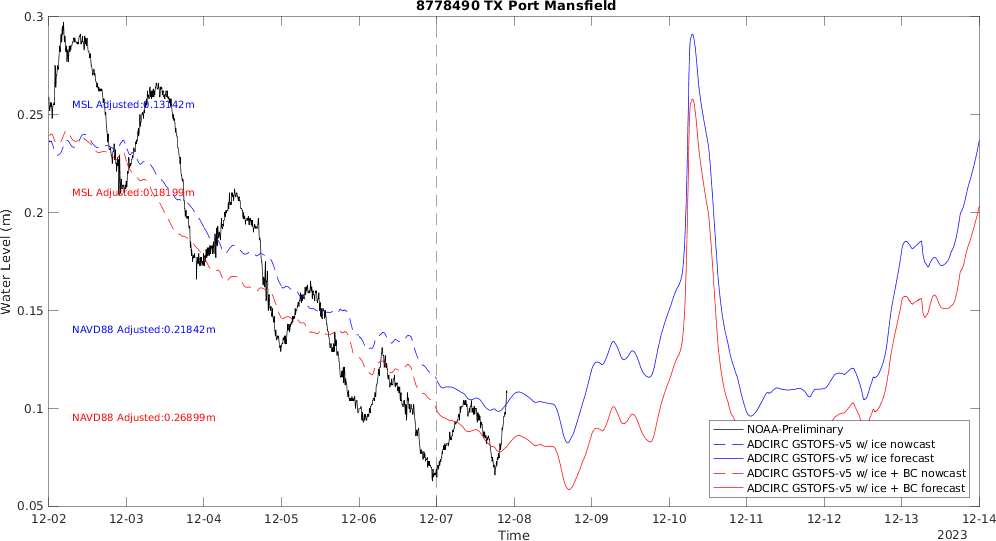 8778490 TX Port Mansfield
0.3
0.25
0.2
0.15
0.1
0.05
Water Level (m)
MSL Adjusted:0.13142m
MSL Adjusted:0.18199m
NAVD88 Adjusted:0.21842m
NAVD88 Adjusted:0.26899m
NOAA-Preliminary
ADCIRC GSTOFS-v5 w/ ice nowcast
ADCIRC GSTOFS-v5 w/ ice forecast
ADCIRC GSTOFS-v5 w/ ice + BC nowcast
ADCIRC GSTOFS-v5 w/ ice + BC forecast
12-02 12-03 12-04 12-05 12-06 12-07 12-08 12-09 12-10 12-11 12-12 12-13 12-14
Time
2023